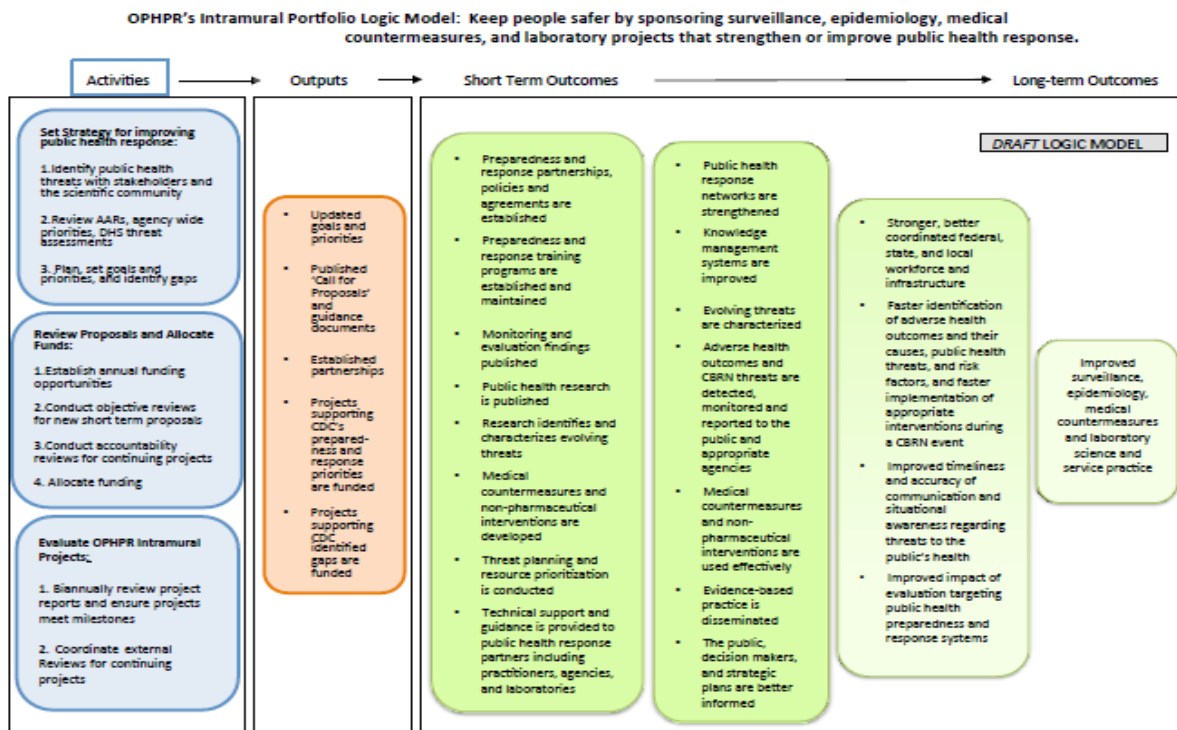 OPHPR's Intramural Portfolio Logic Model: Keep people safer by sponsoring surveillance, epidemiology, medical
countermeasures, and laboratory projects that strengthen or improve public health response.
Activities
Outputs
Short Term Outcomes
Long-term Outcomes
DRAFT LOGIC MODEL
Set Strategy for improving
public health response:
1.Identify public health
threats with stakeholders and
the scientific community
2.Review AARs, agency wide
priorities, DHS threat
assessments
3. Plan, set goals and
priorities, and identify gaps
Review Proposals and Allocate
Funds:
1.Establish annual funding
opportunities
2.Conduct objective reviews
for new short term proposals
3.Conduct accountability
reviews for continuing projects
4. Allocate funding
Evaluate OPHPR Intramural
Projects:
1. Biannually review project
reports and ensure projects
meet milestones
2. Coordinate external
Reviews for continuing
projects
• Updated
goals and
priorities
• Published
'Call for
Proposals'
and
guidance
documents
• Established
partnerships
• Projects
supporting
CDC's
prepared-
ness and
response
priorities
are funded
• Projects
supporting
CDC
identified
gaps are
funded
• Preparedness and
response partnerships,
policies and
agreements are
established
• Preparedness and
response training
programs are
established and
maintained
• Monitoring and
evaluation findings
published
• Public health research
is published
• Research identifies and
characterizes evolving
threats
• Medical
countermeasures and
non-pharmaceutical
interventions are
developed
• Threat planning and
resource prioritization
is conducted
• Technical support and
guidance is provided to
public health response
partners including
practitioners, agencies,
and laboratories
• Public health
response
networks are
strengthened
• Knowledge
management
systems are
improved
• Evolving threats
are characterized
• Adverse health
outcomes and
CBRN threats are
detected,
monitored and
reported to the
public and
appropriate
agencies
• Medical
countermeasures
and non-
pharmaceutical
interventions are
used effectively
• Evidence-based
practice is
disseminated
• The public,
decision makers,
and strategic
plans are better
informed
• Stronger, better
coordinated federal,
state, and local
workforce and
infrastructure
• Faster identification
of adverse health
outcomes and their
causes, public health
threats, and risk
factors, and faster
implementation of
appropriate
interventions during
a CBRN event
• Improved timeliness
and accuracy of
communication and
situational
awareness regarding
threats to the
public's health
• Improved impact of
evaluation targeting
public health
preparedness and
response systems
Improved
surveillance,
epidemiology,
medical
countermeasures
and laboratory
science and
service practice